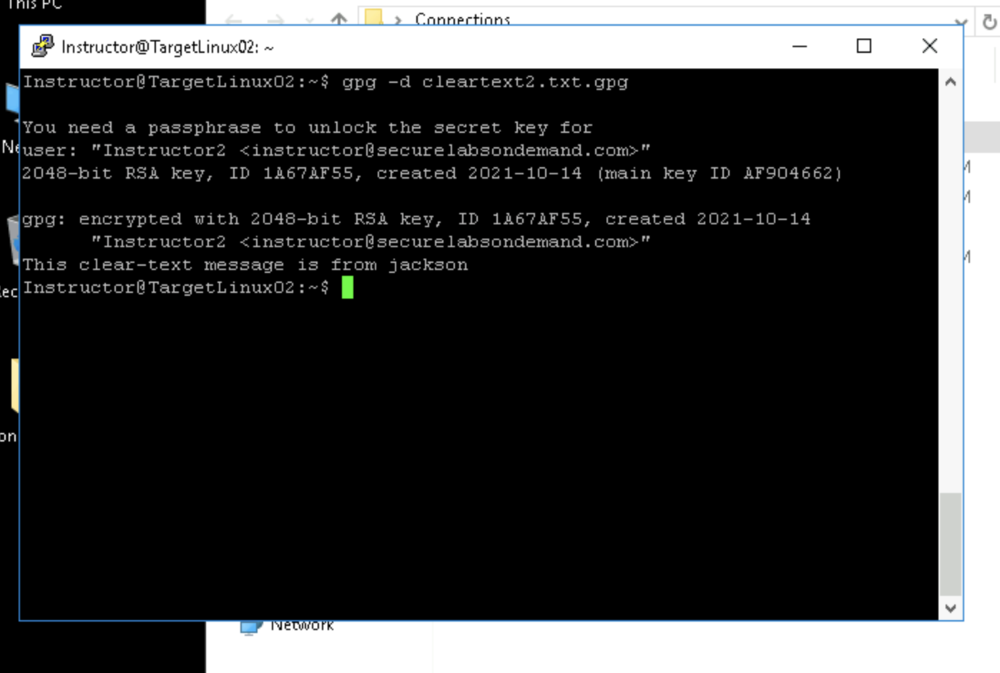 This PC
Connections
Instructor@TargetLinux02: ~
Instructor@TargetLinux02:~$ gpg -d cleartext2.txt.gpg
You need a passphrase to unlock the secret key for
user: "Instructor2 <instructor@securelabsondemand.com>"
2048-bit RSA key, ID 1A67AF55, created 2021-10-14 (main key ID AF904662)
gpg: encrypted with 2048-bit RSA key, ID 1A67AF55, created 2021-10-14
"Instructor2 <instructor@securelabsondemand.com>"
This clear-text message is from jackson
Instructor@TargetLinux02:~$
Network